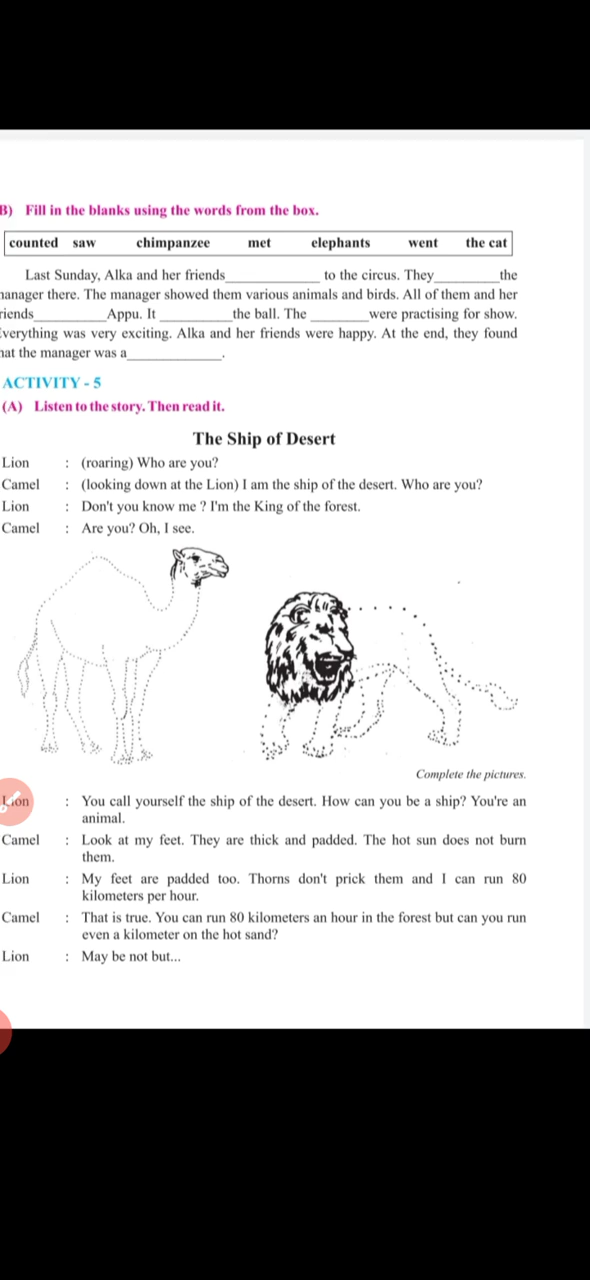 B) Fill in the blanks using the words from the box.
counted saw chimpanzee met elephants went the cat
Last Sunday, Alka and her friends____________ to the circus. They________the
anager there. The manager showed them various animals and birds. All of them and her
riends_________Appu. It _________the ball. The _______were practising for show.
verything was very exciting. Alka and her friends were happy. At the end, they found
hat the manager was a____________.
ACTIVITY - 5
(A) Listen to the story. Then read it.
The Ship of Desert
Lion : (roaring) Who are you?
Camel : (looking down at the Lion) I am the ship of the desert. Who are you?
Lion : Don't you know me ? I'm the King of the forest.
Camel : Are you? Oh, I see.
Complete the pictures.
Lion : You call yourself the ship of the desert. How can you be a ship? You're an
animal.
Camel : Look at my feet. They are thick and padded. The hot sun does not burn
them.
Lion : My feet are padded too. Thorns don't prick them and I can run 80
kilometers per hour.
Camel : That is true. You can run 80 kilometers an hour in the forest but can you run
even a kilometer on the hot sand?
Lion : May be not but...